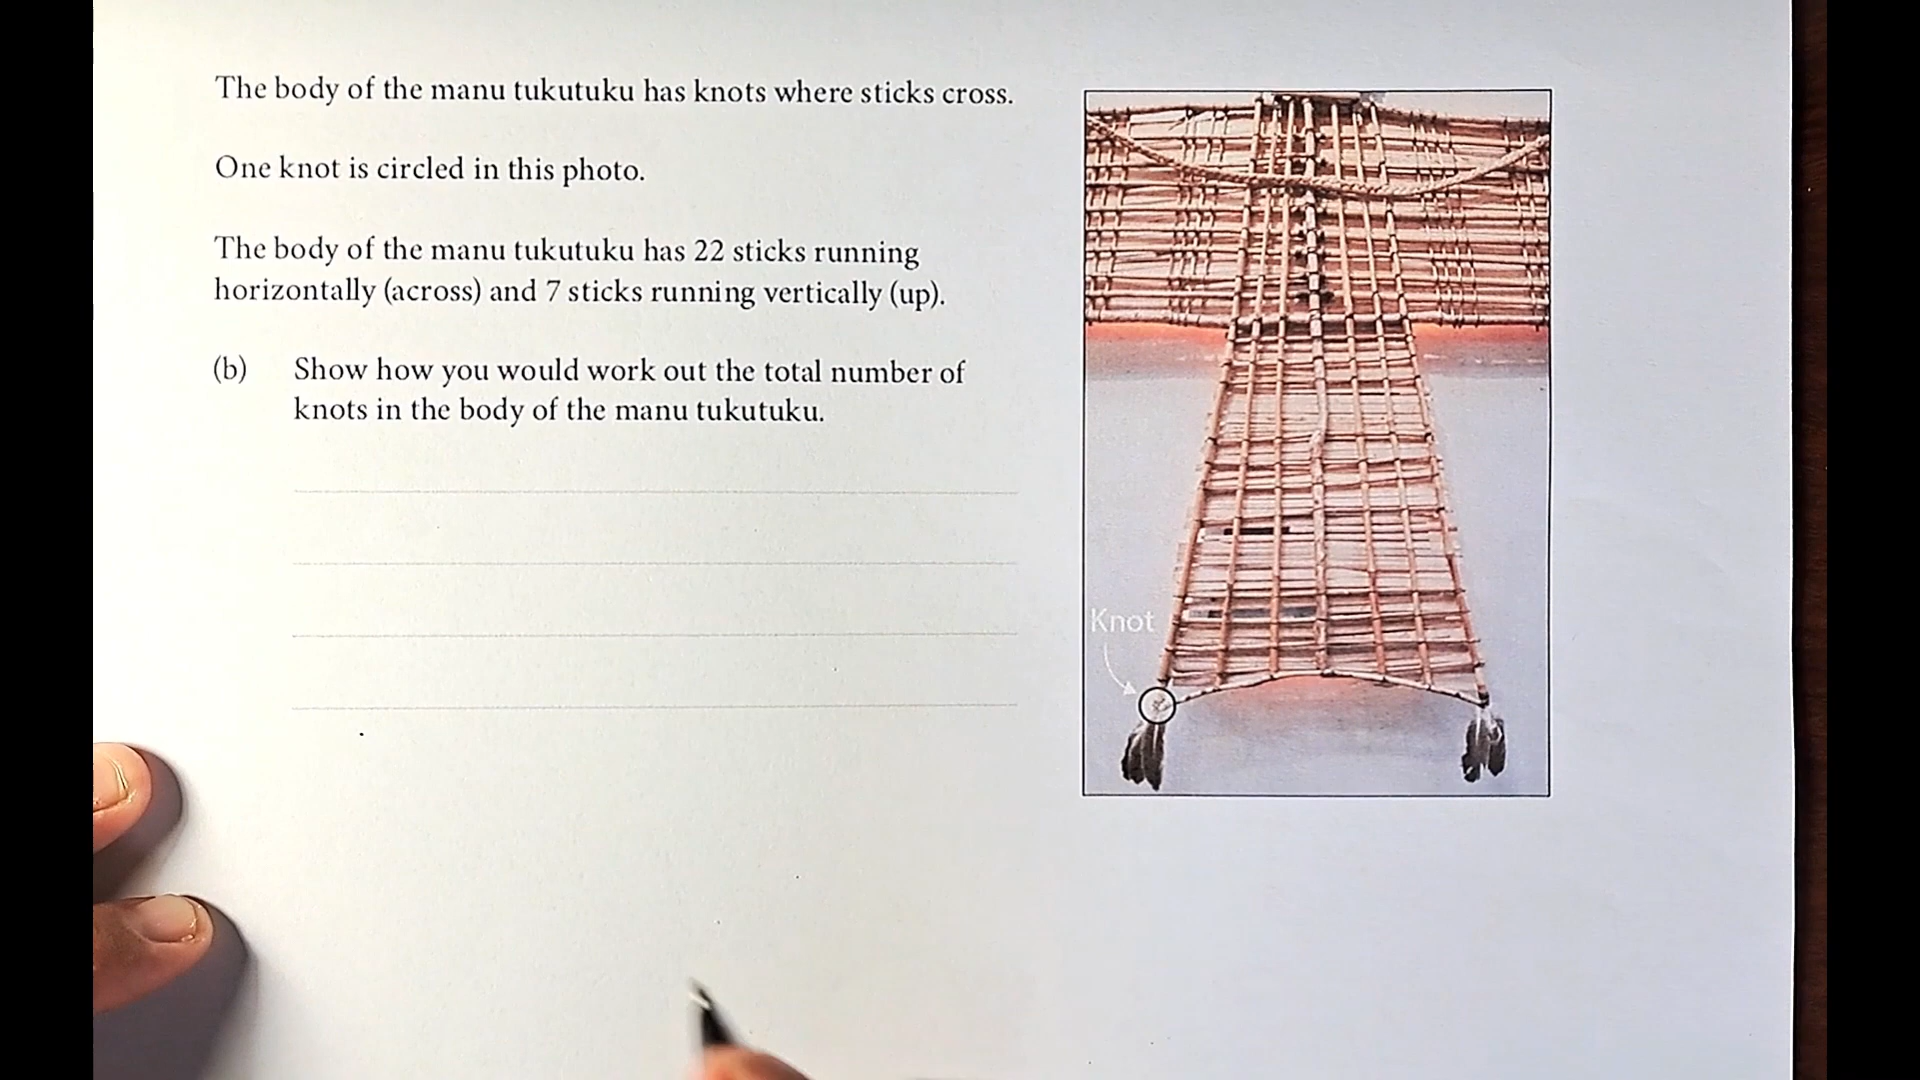 The body of the manu tukutuku has knots where sticks cross.
One knot is circled in this photo.
The body of the manu tukutuku has 22 sticks running
horizontally (across) and 7 sticks running vertically (up).
(b) Show how you would work out the total number of
knots in the body of the manu tukutuku.
Knot